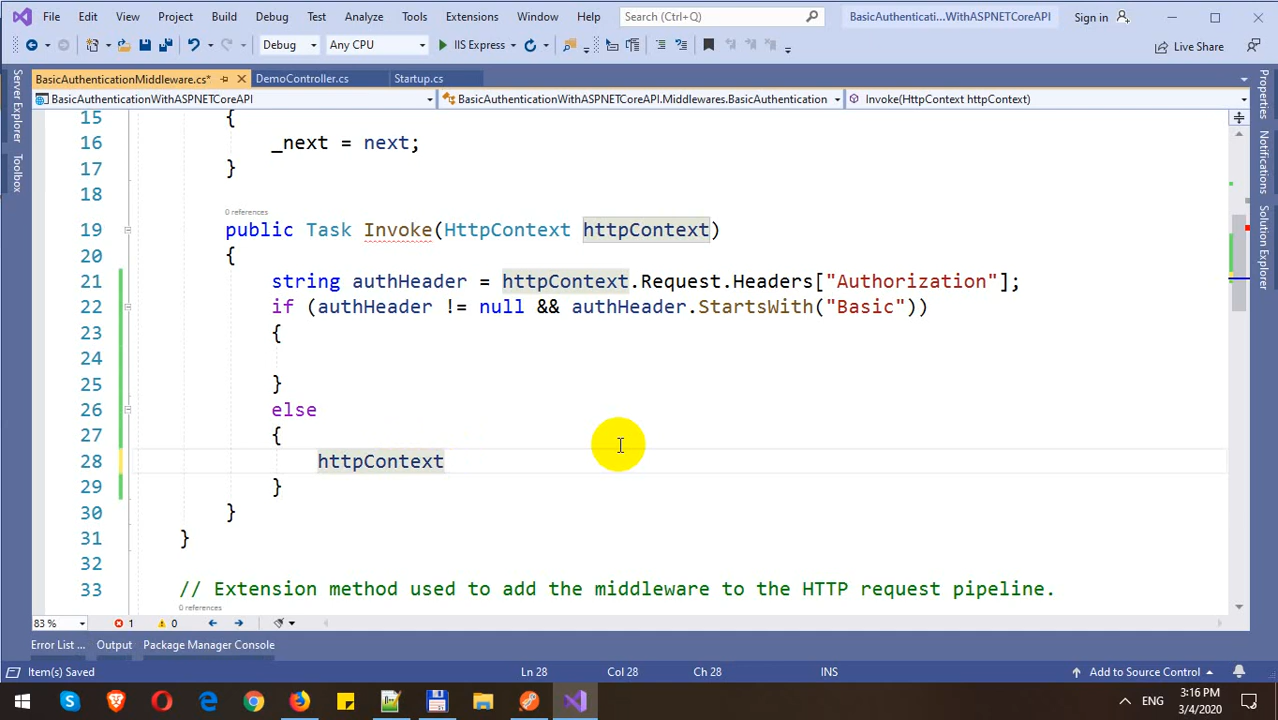 File Edit View Project Build Debug Test Analyze Tools Extensions Window Help Search (Ctrl+Q) BasicAuthenticati...WithASPNETCoreAPI Sign in
Debug Any CPU IIS Express Live Share
BasicAuthenticationMiddleware.cs* DemoController.cs Startup.cs
BasicAuthenticationWithASPNETCoreAPI BasicAuthenticationWithASPNETCoreAPI.Middlewares.BasicAuthentication Invoke(HttpContext httpContext)
Server Explorer
Toolbox
Properties
Notifications
Solution Explorer
15 {
16 _next = next;
17 }
18
0 references
19 public Task Invoke(HttpContext httpContext)
20 {
21 string authHeader = httpContext.Request.Headers["Authorization"];
22 if (authHeader != null && authHeader.StartsWith("Basic"))
23 {
24
25 }
26 else
27 {
28 httpContext
29 }
30 }
31 }
32
33 // Extension method used to add the middleware to the HTTP request pipeline.
0 references
83 % 1 0
Error List ... Output Package Manager Console
Item(s) Saved Ln 28 Col 28 Ch 28 INS Add to Source Control
ENG 3:16 PM
3/4/2020